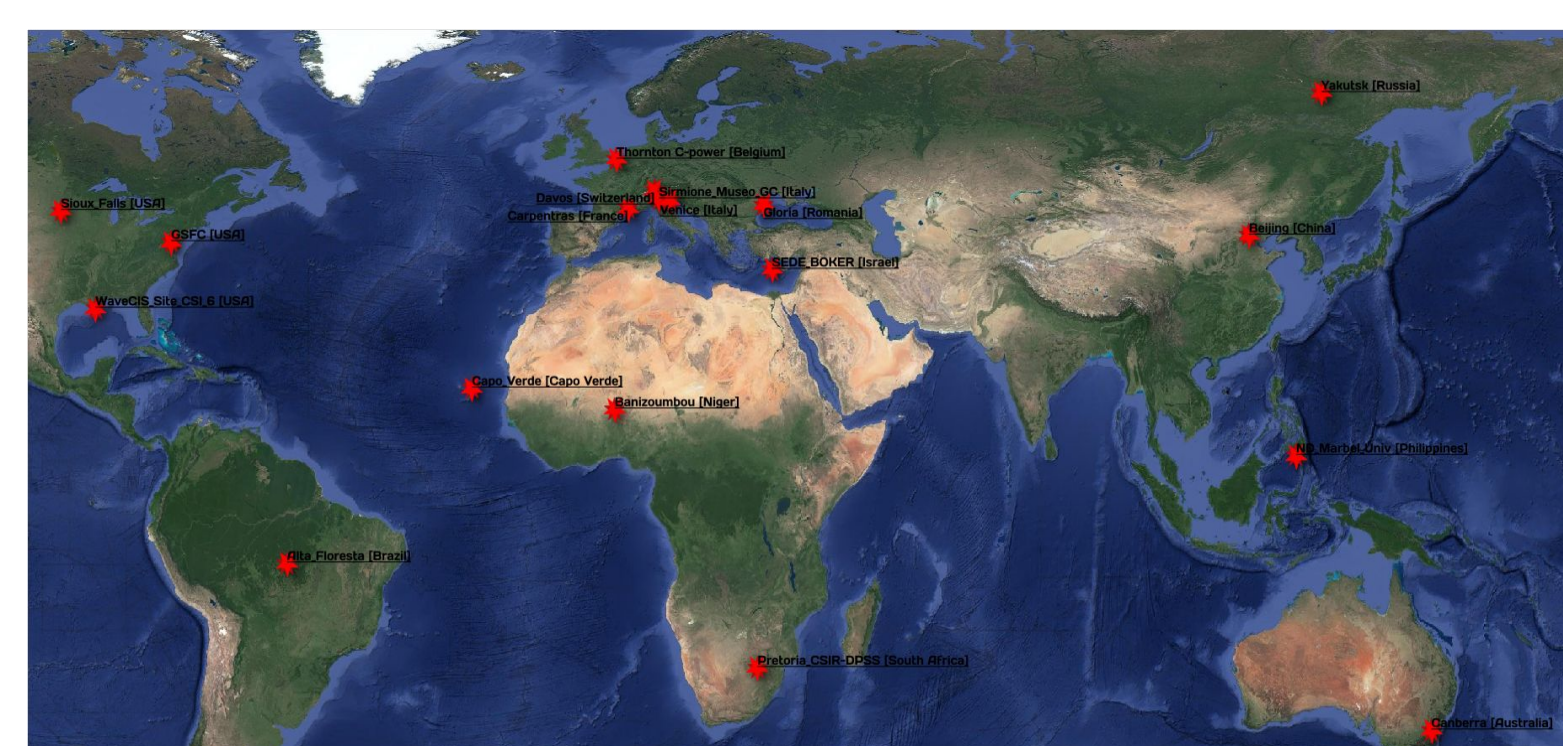 Yakutsk [Russia]
Thornton C-power [Belgium]
Sirmione_Museo_GC [Italy]
Davos [Switzerland]
Sioux_Falls [USA]
Venice [Italy]
Gloria [Romania]
Carpentras [France]
Beijing [China]
GSFC [USA]
SEDE_BOKER [Israel]
WaveCIS_Site_CSI_6 [USA]
Capo_Verde [Capo Verde]
Banizoumbou [Niger]
ND_Marbel_Univ [Philippines]
Alta_Floresta [Brazil]
Pretoria_CSIR-DPSS [South Africa]
Canberra [Australia]